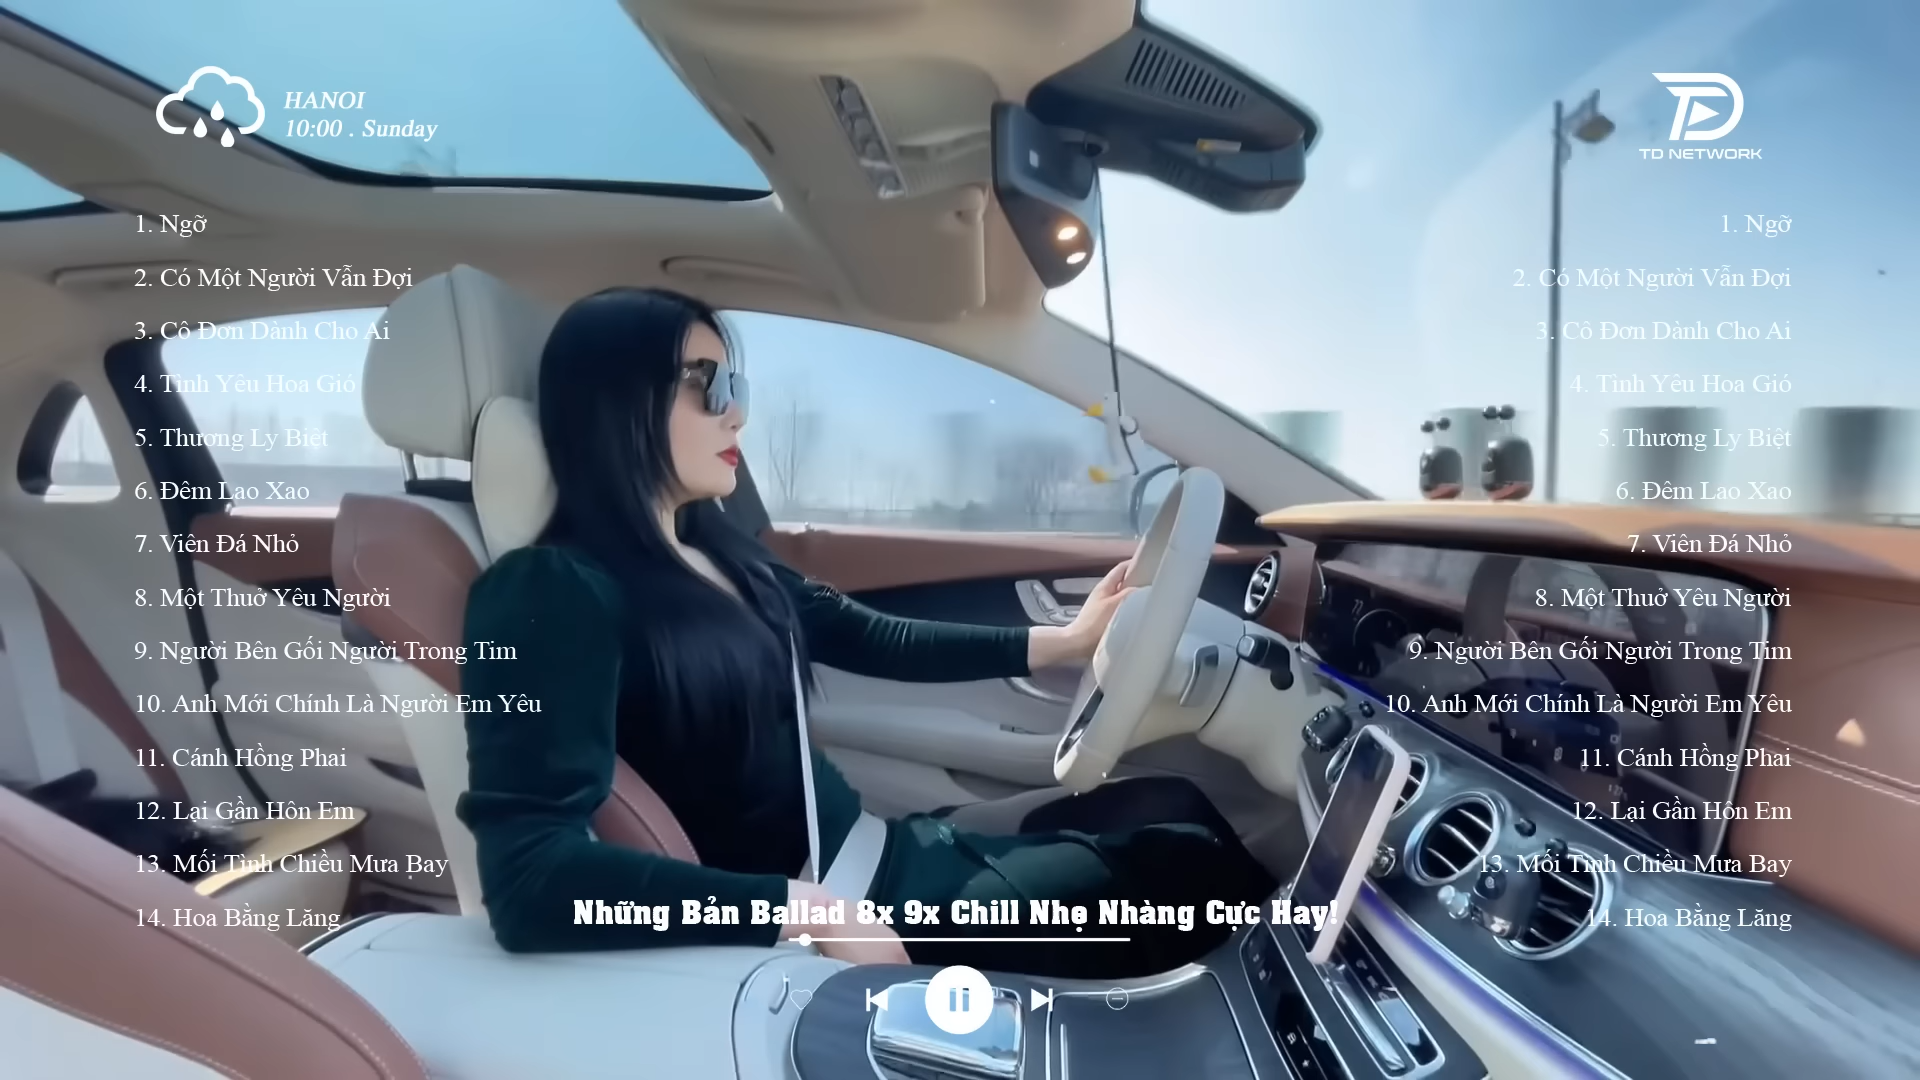 HANOI
10:00 . Sunday
TD NETWORK
1. Ngỡ
2. Có Một Người Vẫn Đợi
3. Cô Đơn Dành Cho Ai
4. Tình Yêu Hoa Gió
5. Thương Ly Biệt
6. Đêm Lao Xao
7. Viên Đá Nhỏ
8. Một Thuở Yêu Người
9. Người Bên Gối Người Trong Tim
10. Anh Mới Chính Là Người Em Yêu
11. Cánh Hồng Phai
12. Lại Gần Hôn Em
13. Mối Tình Chiều Mưa Bay
14. Hoa Bằng Lăng
1. Ngỡ
2. Có Một Người Vẫn Đợi
3. Cô Đơn Dành Cho Ai
4. Tình Yêu Hoa Gió
5. Thương Ly Biệt
6. Đêm Lao Xao
7. Viên Đá Nhỏ
8. Một Thuở Yêu Người
9. Người Bên Gối Người Trong Tim
10. Anh Mới Chính Là Người Em Yêu
11. Cánh Hồng Phai
12. Lại Gần Hôn Em
13. Mối Tình Chiều Mưa Bay
14. Hoa Bằng Lăng
Những Bản Ballad 8x 9x Chill Nhẹ Nhàng Cực Hay!